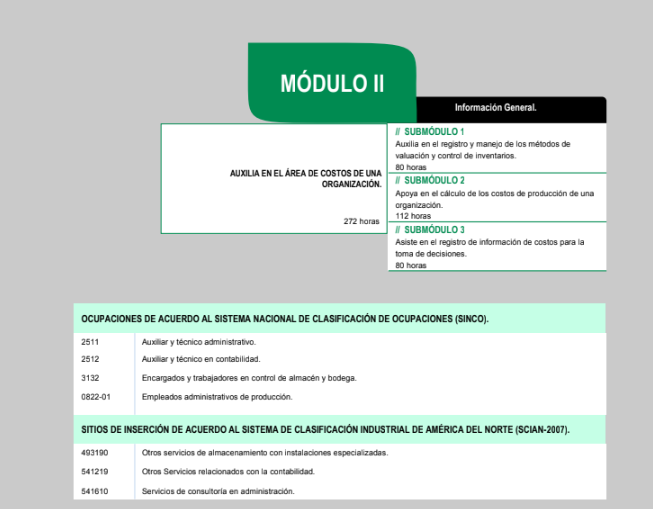 MÓDULO II
Información General.
AUXILIA EN EL ÁREA DE COSTOS DE UNA
ORGANIZACIÓN.
272 horas
// SUBMÓDULO 1
Auxilia en el registro y manejo de los métodos de
valuación y control de inventarios.
80 horas
// SUBMÓDULO 2
Apoya en el cálculo de los costos de producción de una
organización.
112 horas
// SUBMÓDULO 3
Asiste en el registro de información de costos para la
toma de decisiones.
80 horas
OCUPACIONES DE ACUERDO AL SISTEMA NACIONAL DE CLASIFICACIÓN DE OCUPACIONES (SINCO).
2511 Auxiliar y técnico administrativo.
2512 Auxiliar y técnico en contabilidad.
3132 Encargados y trabajadores en control de almacén y bodega.
0822-01 Empleados administrativos de producción.
SITIOS DE INSERCIÓN DE ACUERDO AL SISTEMA DE CLASIFICACIÓN INDUSTRIAL DE AMÉRICA DEL NORTE (SCIAN-2007).
493190 Otros servicios de almacenamiento con instalaciones especializadas.
541219 Otros Servicios relacionados con la contabilidad.
541610 Servicios de consultoría en administración.